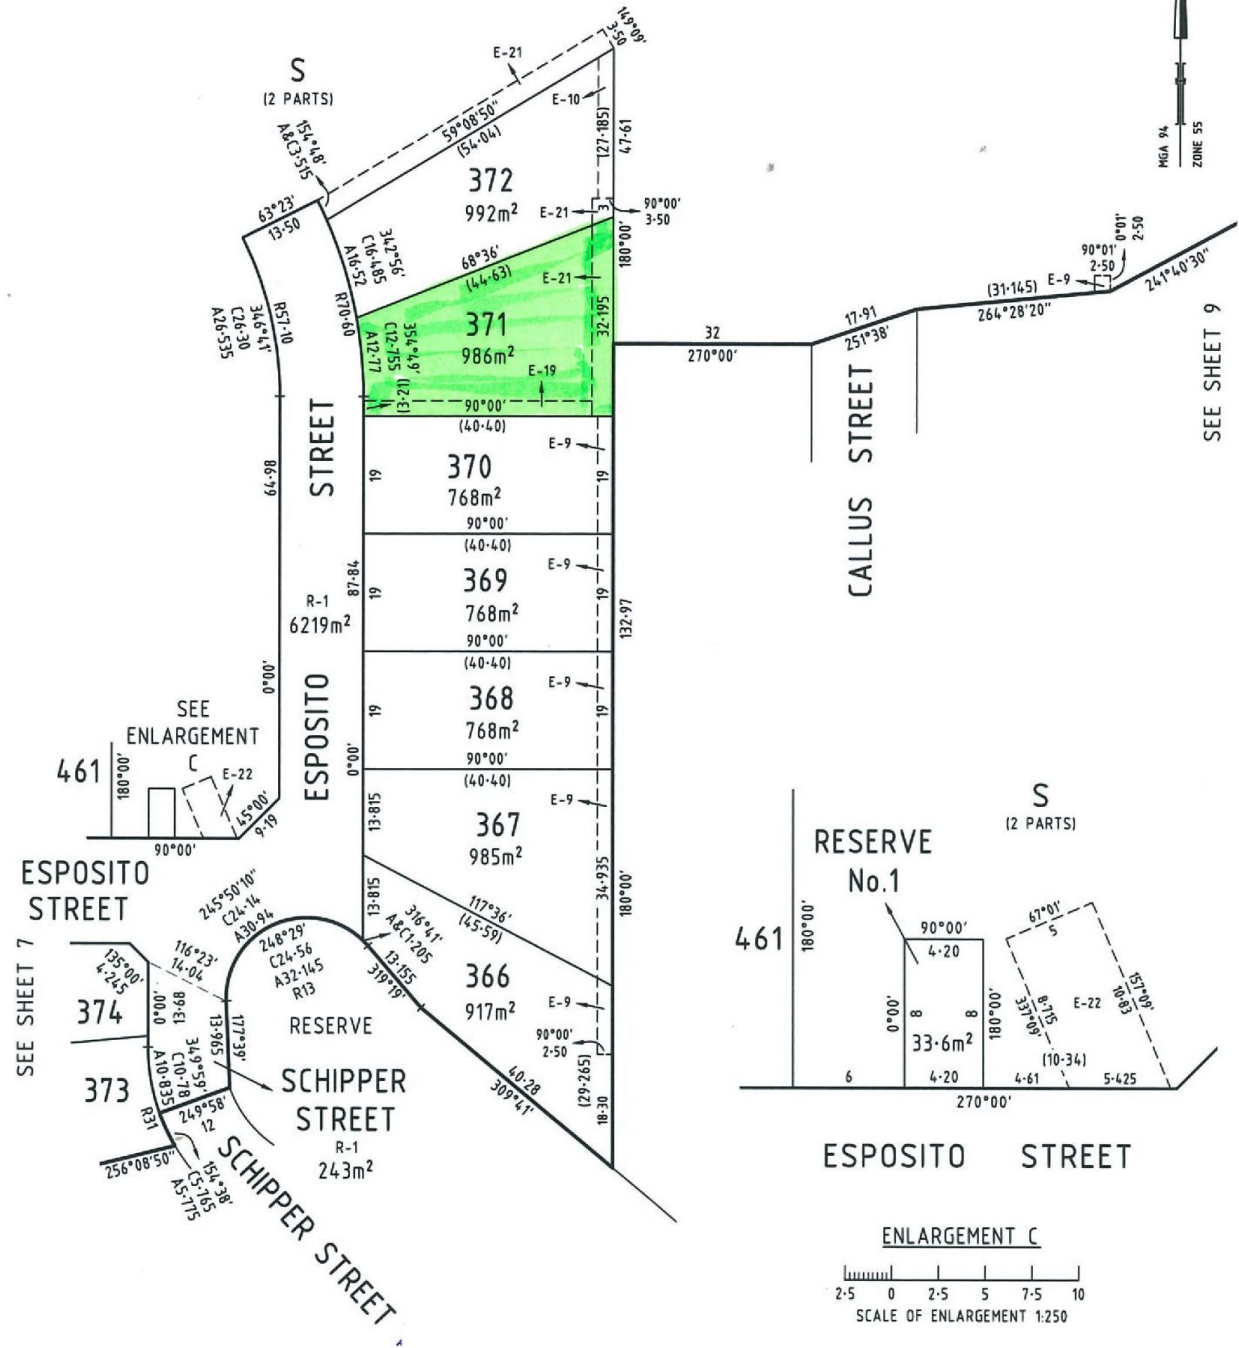 149°09'
3·50
E-21
S
(2 PARTS)
E-10
59°08'50"
(54·04)
(27·185)
47·61
MGA 94
ZONE 55
154°48'
A&C3·515
372
992m²
E-21
3
90°00'
3·50
63°23'
13·50
342°56'
C16·485
A16·52
68°36'
(44·63)
180°00'
E-21
0°01'
2·50
90°01'
2·50
E-9
(31·145)
264°28'20"
241°40'30"
R57·10
346°41'
C26·30
A26·535
R70·60
354°49'
C12·755
A12·77
371
986m²
32·195
E-19
(3·21)
90°00'
(40·40)
32
270°00'
17·91
251°38'
SEE SHEET 9
CALLUS STREET
STREET
64·98
19
370
768m²
E-9
19
90°00'
(40·40)
87·84
R-1
6219m²
19
369
768m²
E-9
19
90°00'
132·97
(40·40)
0°00'
ESPOSITO
0°00'
19
368
768m²
E-9
19
90°00'
(40·40)
SEE
ENLARGEMENT
C
461
180°00'
E-22
45°00'
9·19
90°00'
13·815
367
985m²
E-9
34·935
180°00'
ESPOSITO
STREET
13·815
117°36'
(45·59)
245°50'10"
C24·14
A30·94
248°29'
C24·56
A32·145
R13
316°41'
A&C1·205
13·155
319°19'
SEE SHEET 7
135°00'
4·245
116°23'
14·04
374
0°00'
13·68
177°39'
13·965
RESERVE
366
917m²
E-9
90°00'
2·50
(29·265)
18·30
40·28
309°41'
373
349°59'
C10·78
A10·835
R31
249°58'
12
SCHIPPER
STREET
R-1
243m²
256°08'50"
154°38'
C5·765
A5·775
SCHIPPER STREET
S
(2 PARTS)
RESERVE
No.1
461
180°00'
90°00'
4·20
67°01'
5
0°00'
8
8
180°00'
33·6m²
8·715
337°09'
E-22
157°09'
10·83
(10·34)
6
4·20
4·61
5·425
270°00'
ESPOSITO STREET
ENLARGEMENT C
2·5 0 2·5 5 7·5 10
SCALE OF ENLARGEMENT 1:250